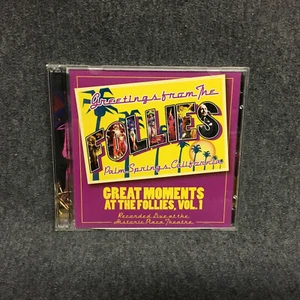 Greetings from The
FOLLIES
Palm Springs, California
GREAT MOMENTS
AT THE FOLLIES, VOL. 1
Recorded Live at the
Historic Plaza Theatre